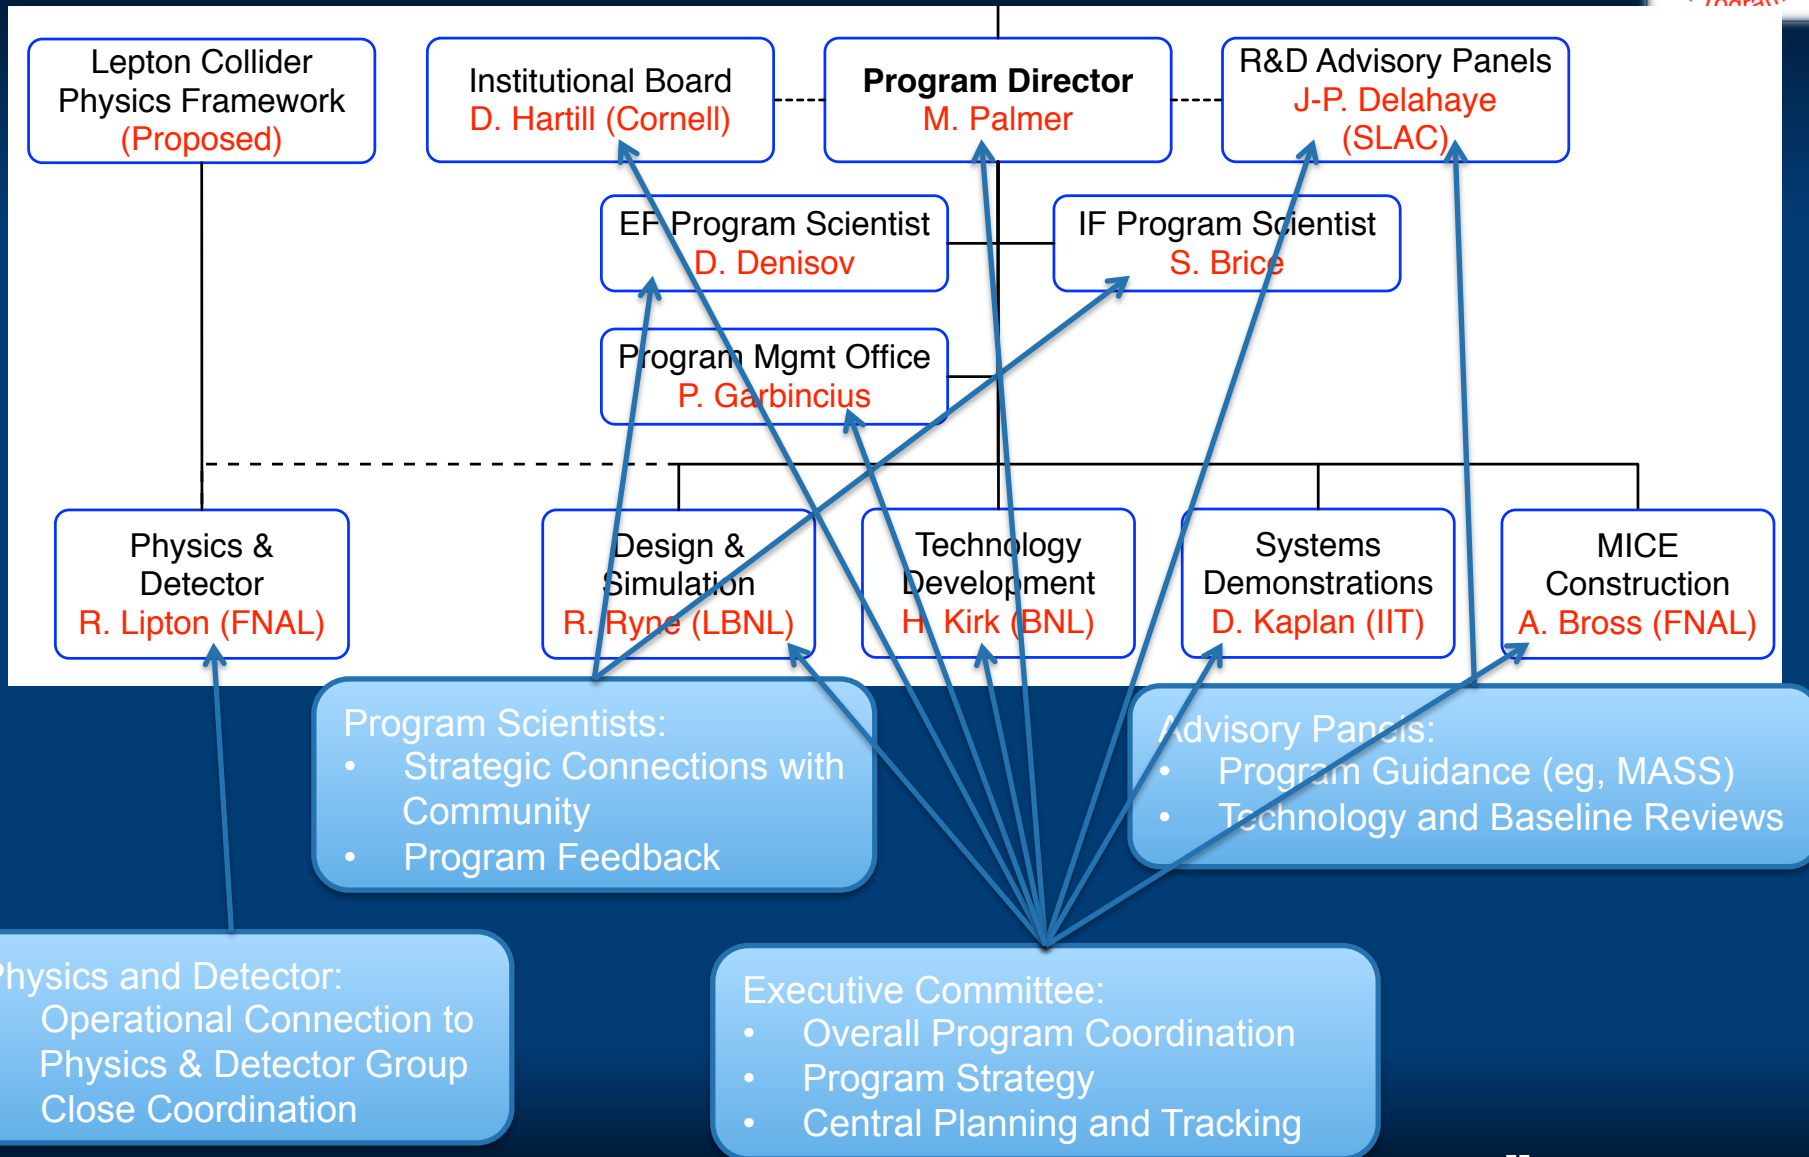 Lepton Collider
Physics Framework
(Proposed)
Institutional Board
D. Hartill (Cornell)
Program Director
M. Palmer
R&D Advisory Panels
J-P. Delahaye
(SLAC)
EF Program Scientist
D. Denisov
IF Program Scientist
S. Brice
Program Mgmt Office
P. Garbincius
Physics &
Detector
R. Lipton (FNAL)
Design &
Simulation
R. Ryne (LBNL)
Technology
Development
H. Kirk (BNL)
Systems
Demonstrations
D. Kaplan (IIT)
MICE
Construction
A. Bross (FNAL)
Program Scientists:
• Strategic Connections with
Community
• Program Feedback
Advisory Panels:
• Program Guidance (eg, MASS)
• Technology and Baseline Reviews
Physics and Detector:
Operational Connection to
Physics & Detector Group
Close Coordination
Executive Committee:
• Overall Program Coordination
• Program Strategy
• Central Planning and Tracking